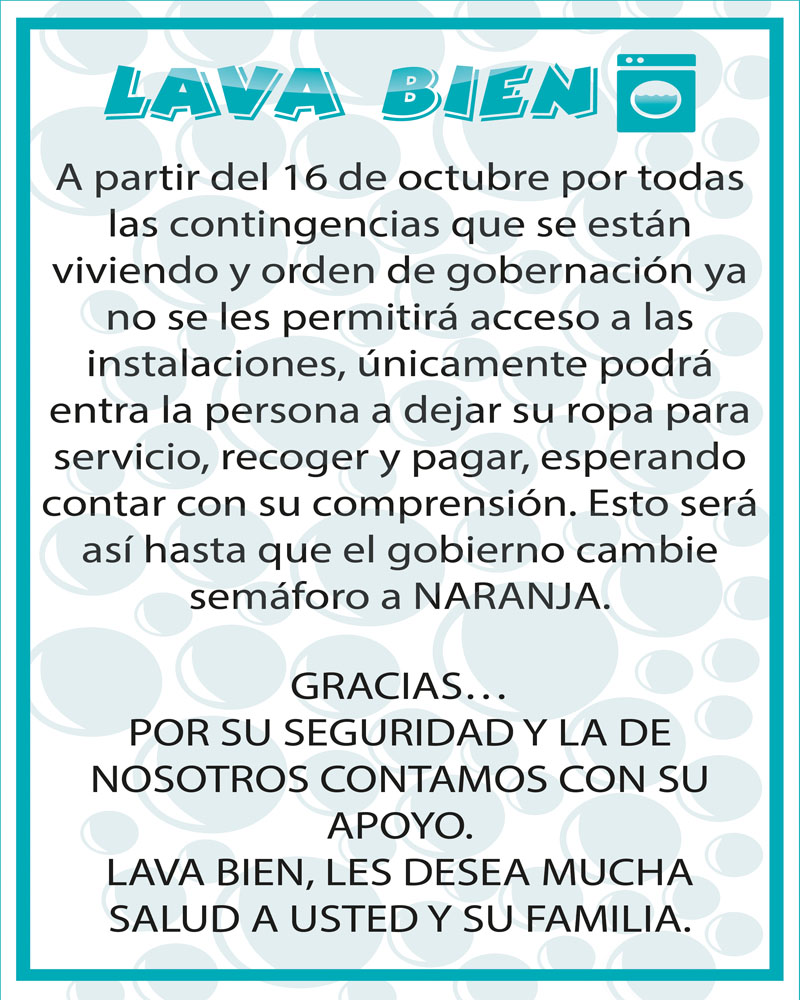 LAVA BIEN
A partir del 16 de octubre por todas
las contingencias que se están
viviendo y orden de gobernación ya
no se les permitirá acceso a las
instalaciones, únicamente podrá
entra la persona a dejar su ropa para
servicio, recoger y pagar, esperando
contar con su comprensión. Esto será
así hasta que el gobierno cambie
semáforo a NARANJA.
GRACIAS...
POR SU SEGURIDAD Y LA DE
NOSOTROS CONTAMOS CON SU
APOYO.
LAVA BIEN, LES DESEA MUCHA
SALUD A USTED Y SU FAMILIA.